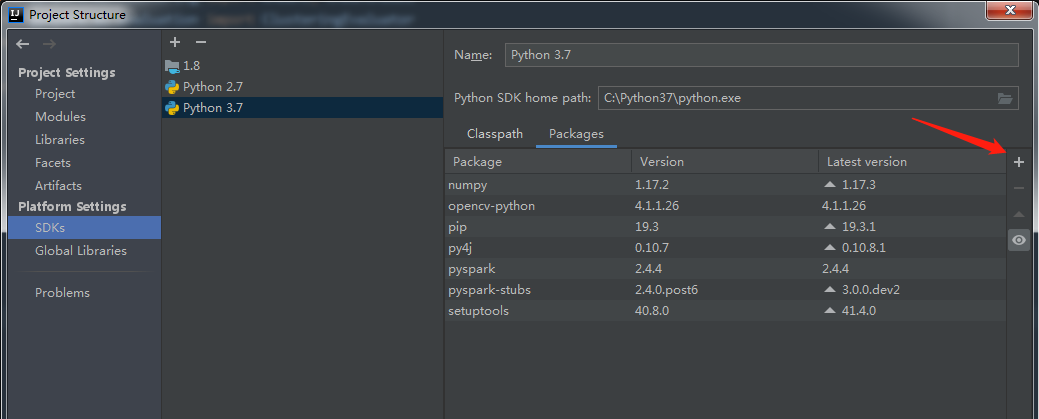 Project Structure
Project Settings
Project
Modules
Libraries
Facets
Artifacts
Platform Settings
SDKs
Global Libraries
Problems
1.8
Python 2.7
Python 3.7
Name: Python 3.7
Python SDK home path: C:\Python37\python.exe
Classpath Packages
Package Version Latest version
numpy 1.17.2 1.17.3
opencv-python 4.1.1.26 4.1.1.26
pip 19.3 19.3.1
py4j 0.10.7 0.10.8.1
pyspark 2.4.4 2.4.4
pyspark-stubs 2.4.0.post6 3.0.0.dev2
setuptools 40.8.0 41.4.0